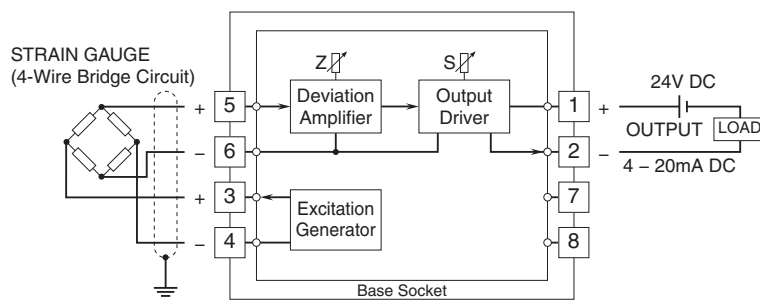 STRAIN GAUGE
(4-Wire Bridge Circuit)
Z
S
24V DC
+
5
Deviation
Amplifier
Output
Driver
1
+
OUTPUT
LOAD
–
6
2
–
4 – 20mA DC
+
3
Excitation
Generator
7
–
4
8
Base Socket